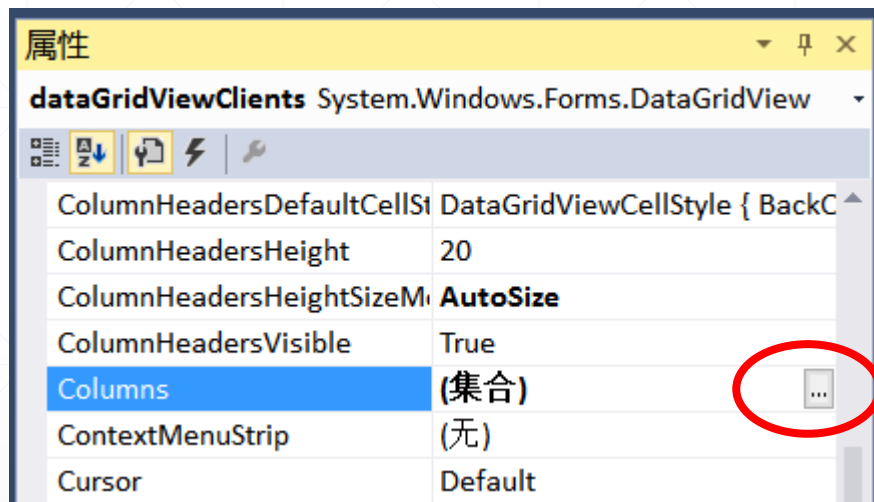 属性
dataGridViewClients System.Windows.Forms.DataGridView
ColumnHeadersDefaultCellSt DataGridViewCellStyle { BackC
ColumnHeadersHeight 20
ColumnHeadersHeightSizeM AutoSize
ColumnHeadersVisible True
Columns (集合) ...
ContextMenuStrip (无)
Cursor Default